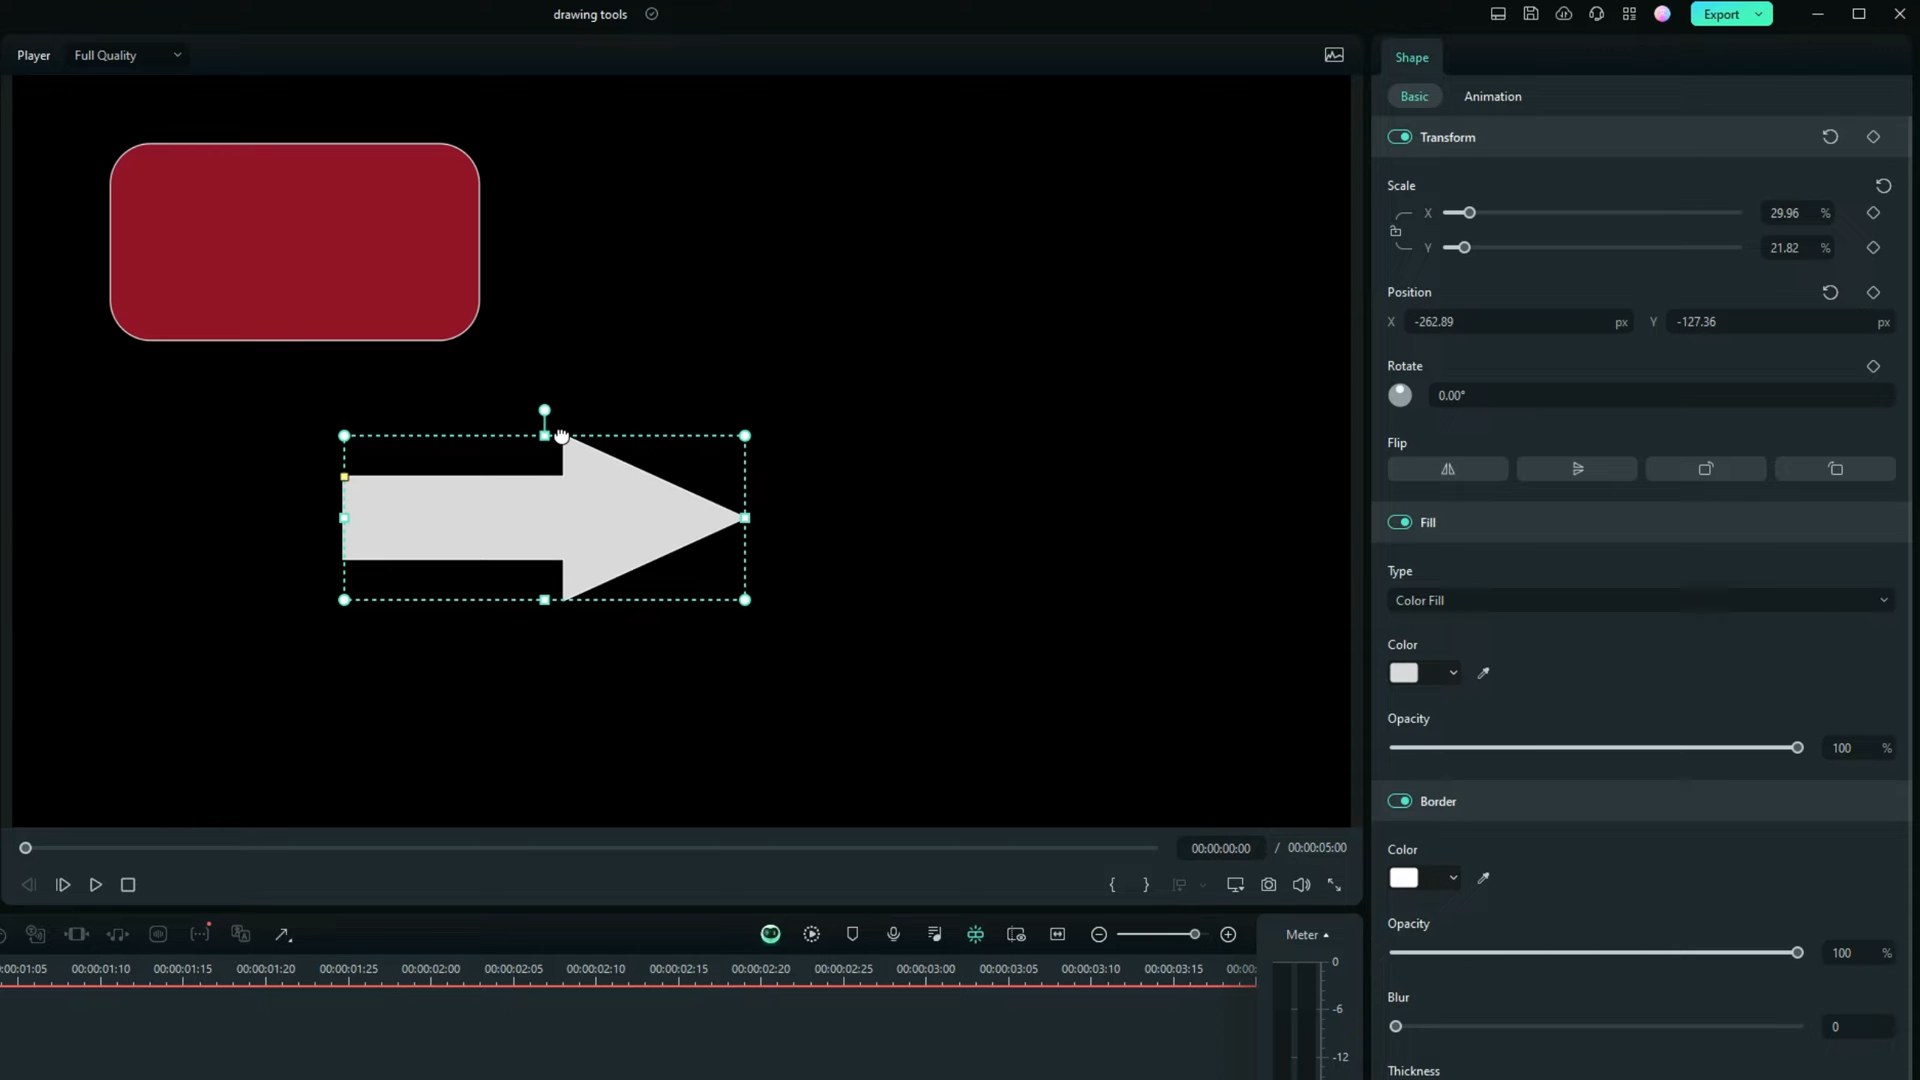 drawing tools
Export
Player Full Quality
Shape
Basic Animation
Transform
Scale
X 29.96 %
Y 21.82 %
Position
X -262.89 px Y -127.36 px
Rotate
0.00°
Flip
Fill
Type
Color Fill
Color
Opacity
100 %
Border
Color
Opacity
100 %
Blur
0
Thickness
00:00:00:00 / 00:00:05:00
{ }
Meter
:00:01:05 00:00:01:10 00:00:01:15 00:00:01:20 00:00:01:25 00:00:02:00 00:00:02:05 00:00:02:10 00:00:02:15 00:00:02:20 00:00:02:25 00:00:03:00 00:00:03:05 00:00:03:10 00:00:03:15 00:00:
0
-6
-12